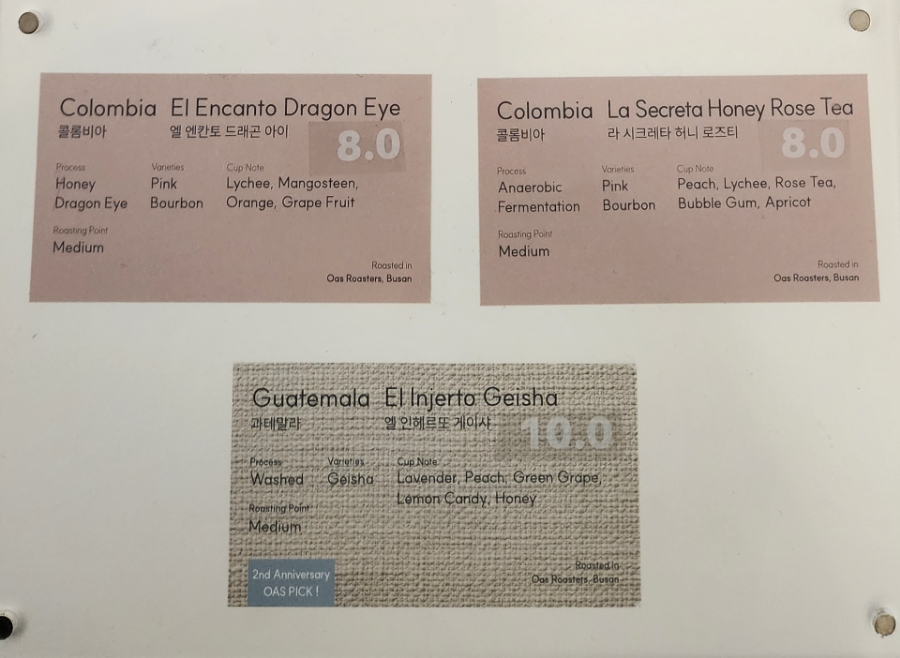 Colombia El Encanto Dragon Eye
콜롬비아 엘 엔칸토 드래곤 아이
8.0
Process Varieties Cup Note
Honey Pink Lychee, Mangosteen,
Dragon Eye Bourbon Orange, Grape Fruit
Roasting Point
Medium
Roasted in
Oas Roasters, Busan
Colombia La Secreta Honey Rose Tea
콜롬비아 라 시크레타 허니 로즈티
8.0
Process Varieties Cup Note
Anaerobic Pink Peach, Lychee, Rose Tea,
Fermentation Bourbon Bubble Gum, Apricot
Roasting Point
Medium
Roasted in
Oas Roasters, Busan
Guatemala El Injerto Geisha
과테말라 엘 인헤르또 게이샤
10.0
Process Varieties Cup Note
Washed Geisha Lavender, Peach, Green Grape,
Lemon Candy, Honey
Roasting Point
Medium
2nd Anniversary
OAS PICK !
Roasted in
Oas Roasters, Busan